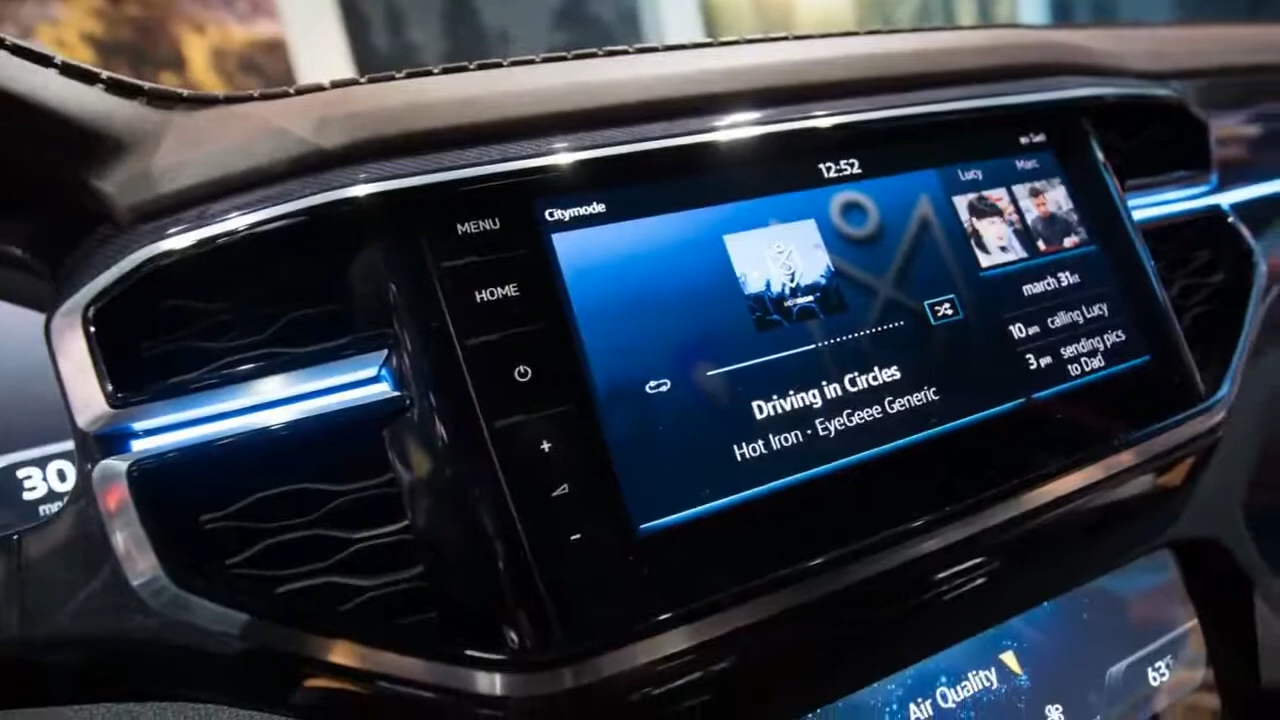 12:52
Citymode
MENU
HOME
Lucy
Marc
march 31st
10 am calling Lucy
3 pm sending pics
to Dad
Driving in Circles
Hot Iron · EyeGeee Generic
+
-
30
Air Quality
63°